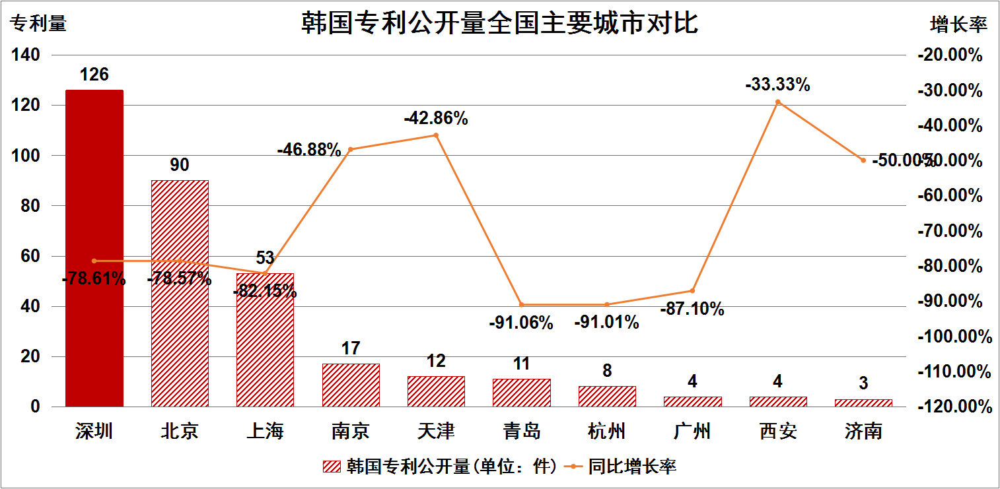 韩国专利公开量全国主要城市对比
专利量
增长率
140
120
100
80
60
40
20
0
-20.00%
-30.00%
-40.00%
-50.00%
-60.00%
-70.00%
-80.00%
-90.00%
-100.00%
-110.00%
-120.00%
126
90
53
17
12
11
8
4
4
3
-78.61%
-78.57%
-82.15%
-46.88%
-42.86%
-91.06%
-91.01%
-87.10%
-33.33%
-50.00%
深圳
北京
上海
南京
天津
青岛
杭州
广州
西安
济南
韩国专利公开量(单位：件)
同比增长率